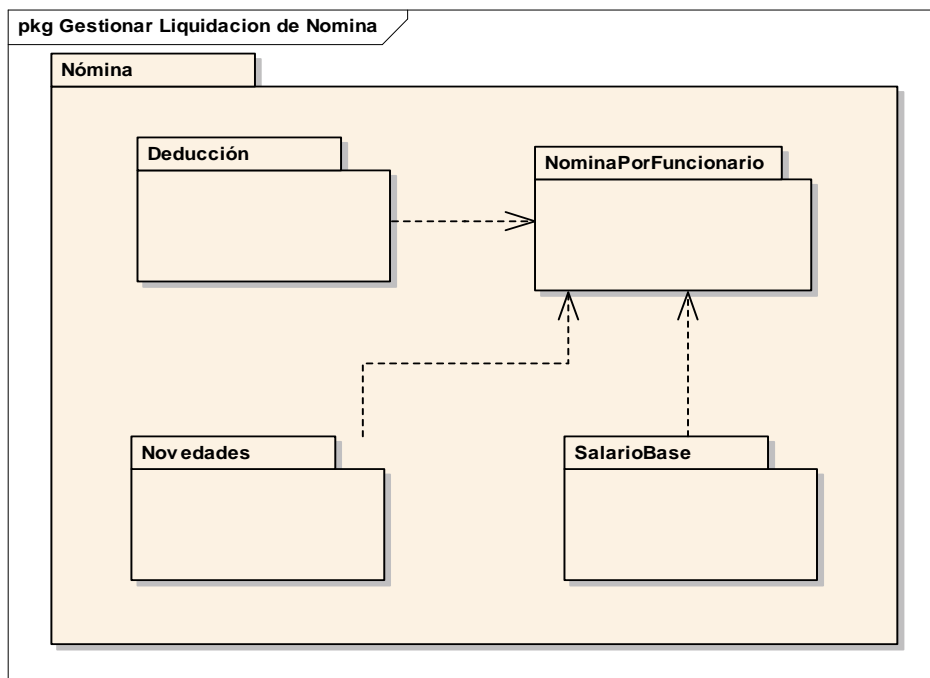 pkg Gestionar Liquidacion de Nomina
Nómina
Deducción
NominaPorFuncionario
Novedades
SalarioBase